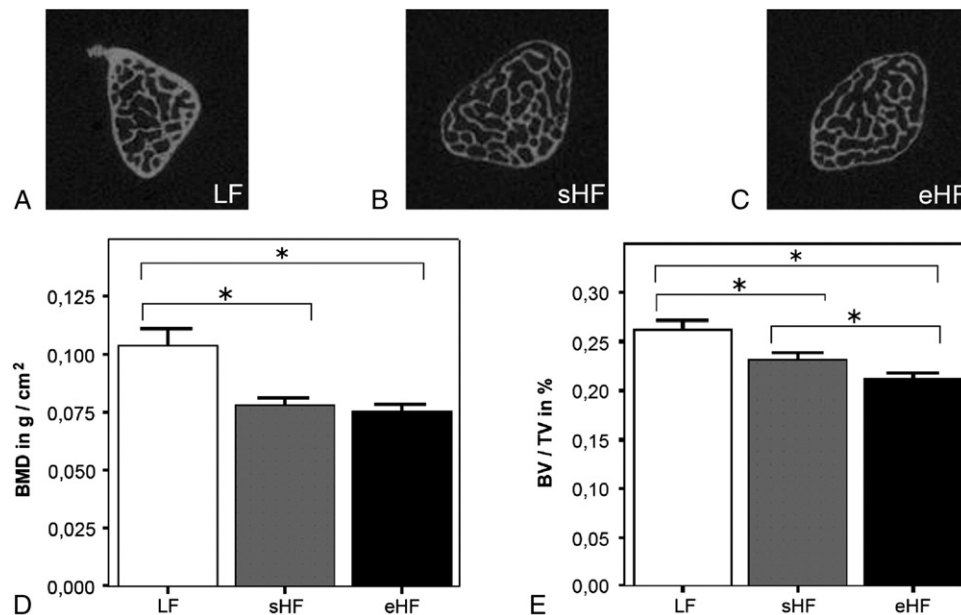 A
LF
B
sHF
C
eHF
D
BMD in g / cm²
0,125
0,100
0,075
0,050
0,025
0,000
*
*
LF
sHF
eHF
E
BV / TV in %
0,30
0,25
0,20
0,15
0,10
0,05
0,00
*
*
*
LF
sHF
eHF